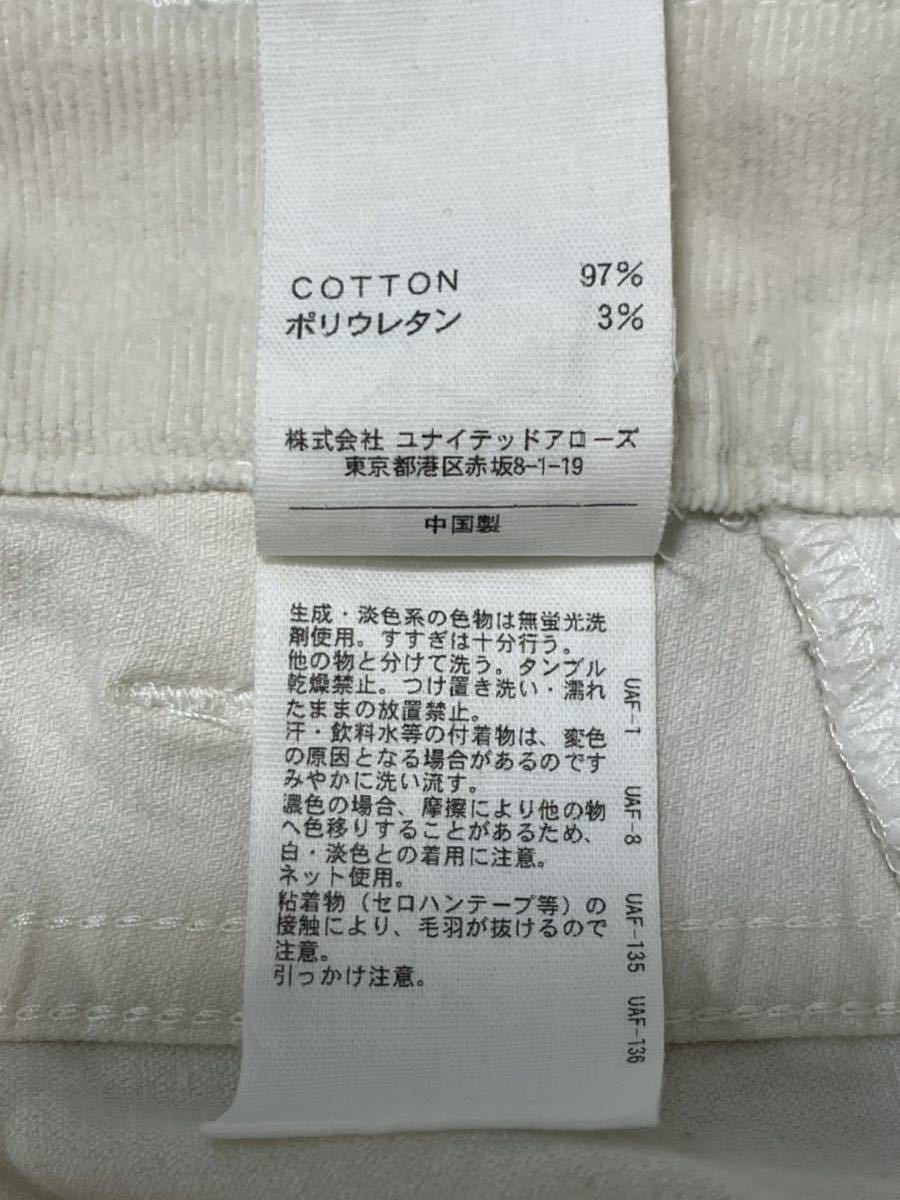 COTTON 97%
ポリウレタン 3%
株式会社 ユナイテッドアローズ
東京都港区赤坂8-1-19
中国製
生成・淡色系の色物は無蛍光洗
剤使用。すすぎは十分行う。
他の物と分けて洗う。タンブル
乾燥禁止。つけ置き洗い・濡れ
たままの放置禁止。
汗・飲料水等の付着物は、変色
の原因となる場合があるのです
みやかに洗い流す。
濃色の場合、摩擦により他の物
へ色移りすることがあるため、
白・淡色との着用に注意。
ネット使用。
粘着物（セロハンテープ等）の
接触により、毛羽が抜けるので
注意。
引っかけ注意。
UAF-1 UAF-8 UAF-135 UAF-136